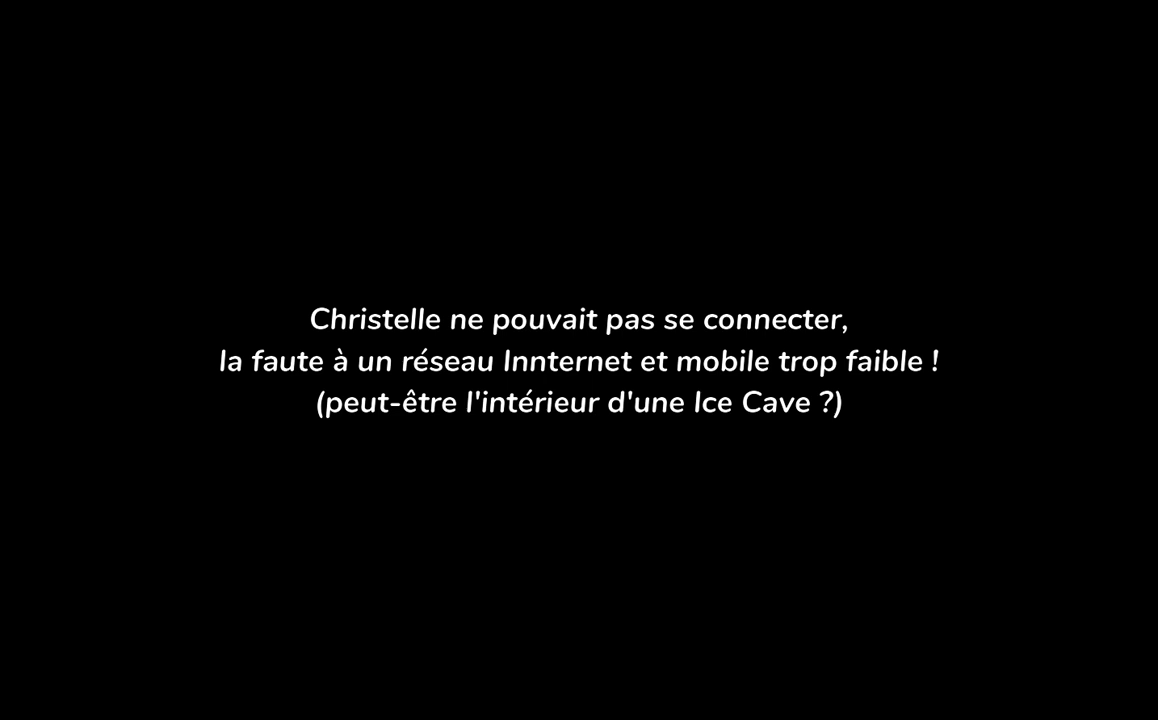 Christelle ne pouvait pas se connecter,
la faute à un réseau Innternet et mobile trop faible !
(peut-être l'intérieur d'une Ice Cave ?)